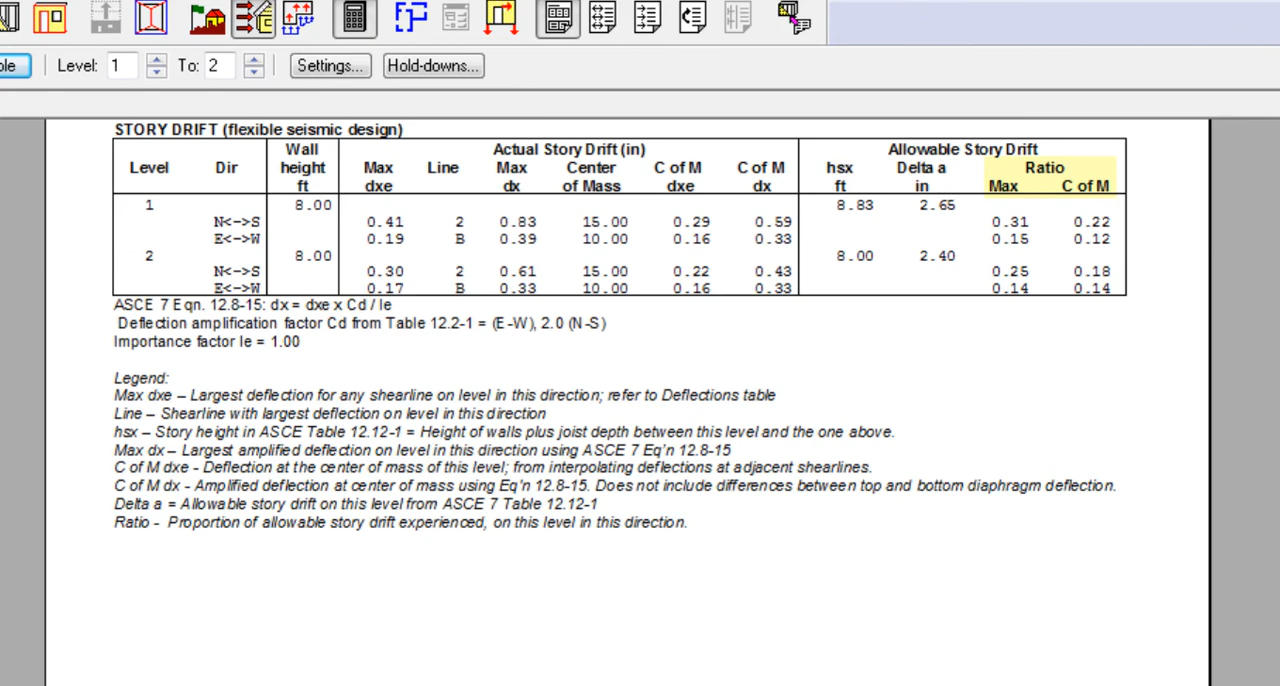 ble Level: 1 To: 2 Settings... Hold-downs...
STORY DRIFT (flexible seismic design)
Wall Actual Story Drift (in) Allowable Story Drift
Level Dir height Max Line Max Center C of M C of M hsx Delta a Ratio
ft dxe dx of Mass dxe dx ft in Max C of M
1 8.00 8.83 2.65
N<->S 0.41 2 0.83 15.00 0.29 0.59 0.31 0.22
E<->W 0.19 B 0.39 10.00 0.16 0.33 0.15 0.12
2 8.00 8.00 2.40
N<->S 0.30 2 0.61 15.00 0.22 0.43 0.25 0.18
E<->W 0.17 B 0.33 10.00 0.16 0.33 0.14 0.14
ASCE 7 Eqn. 12.8-15: dx = dxe x Cd / Ie
Deflection amplification factor Cd from Table 12.2-1 = (E-W), 2.0 (N-S)
Importance factor Ie = 1.00
Legend:
Max dxe – Largest deflection for any shearline on level in this direction; refer to Deflections table
Line – Shearline with largest deflection on level in this direction
hsx – Story height in ASCE Table 12.12-1 = Height of walls plus joist depth between this level and the one above.
Max dx – Largest amplified deflection on level in this direction using ASCE 7 Eq'n 12.8-15
C of M dxe - Deflection at the center of mass of this level; from interpolating deflections at adjacent shearlines.
C of M dx - Amplified deflection at center of mass using Eq'n 12.8-15. Does not include differences between top and bottom diaphragm deflection.
Delta a = Allowable story drift on this level from ASCE 7 Table 12.12-1
Ratio - Proportion of allowable story drift experienced, on this level in this direction.